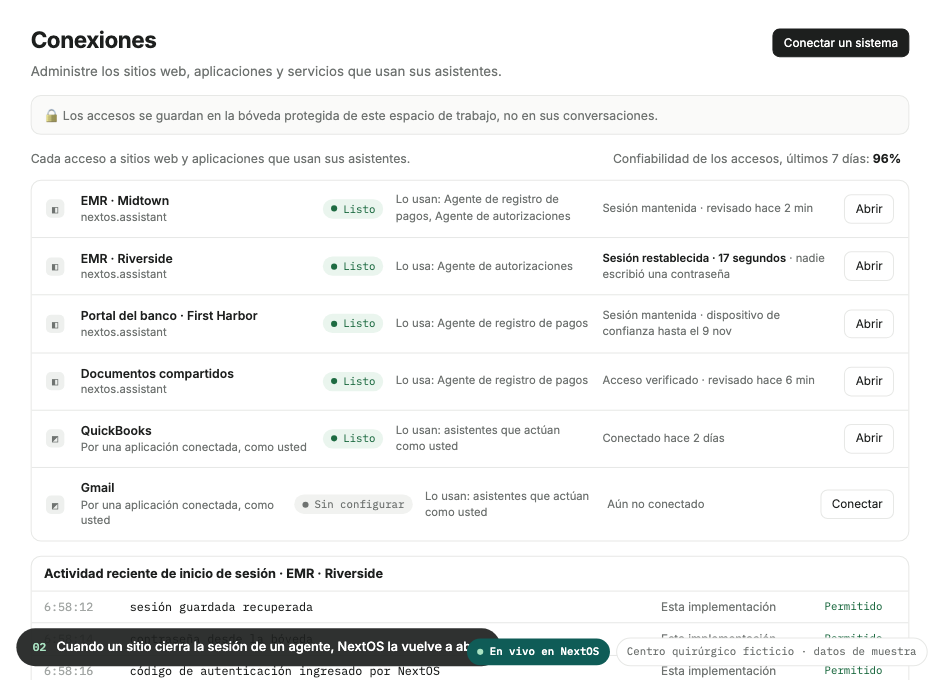 Conexiones
Conectar un sistema
Administre los sitios web, aplicaciones y servicios que usan sus asistentes.
Los accesos se guardan en la bóveda protegida de este espacio de trabajo, no en sus conversaciones.
Cada acceso a sitios web y aplicaciones que usan sus asistentes.
Confiabilidad de los accesos, últimos 7 días: 96%
EMR · Midtown
nextos.assistant
Listo
Lo usan: Agente de registro de
pagos, Agente de autorizaciones
Sesión mantenida · revisado hace 2 min
Abrir
EMR · Riverside
nextos.assistant
Listo
Lo usa: Agente de autorizaciones
Sesión restablecida · 17 segundos · nadie
escribió una contraseña
Abrir
Portal del banco · First Harbor
nextos.assistant
Listo
Lo usa: Agente de registro de pagos
Sesión mantenida · dispositivo de
confianza hasta el 9 nov
Abrir
Documentos compartidos
nextos.assistant
Listo
Lo usa: Agente de registro de pagos
Acceso verificado · revisado hace 6 min
Abrir
QuickBooks
Por una aplicación conectada, como usted
Listo
Lo usan: asistentes que actúan
como usted
Conectado hace 2 días
Abrir
Gmail
Por una aplicación conectada, como
usted
Sin configurar
Lo usan: asistentes que actúan
como usted
Aún no conectado
Conectar
Actividad reciente de inicio de sesión · EMR · Riverside
6:58:12
sesión guardada recuperada
Esta implementación
Permitido
02 Cuando un sitio cierra la sesión de un agente, NextOS la vuelve a
En vivo en NextOS
Centro quirúrgico ficticio · datos de muestra
6:58:16
código de autenticación ingresado por NextOS
Esta implementación
Permitido